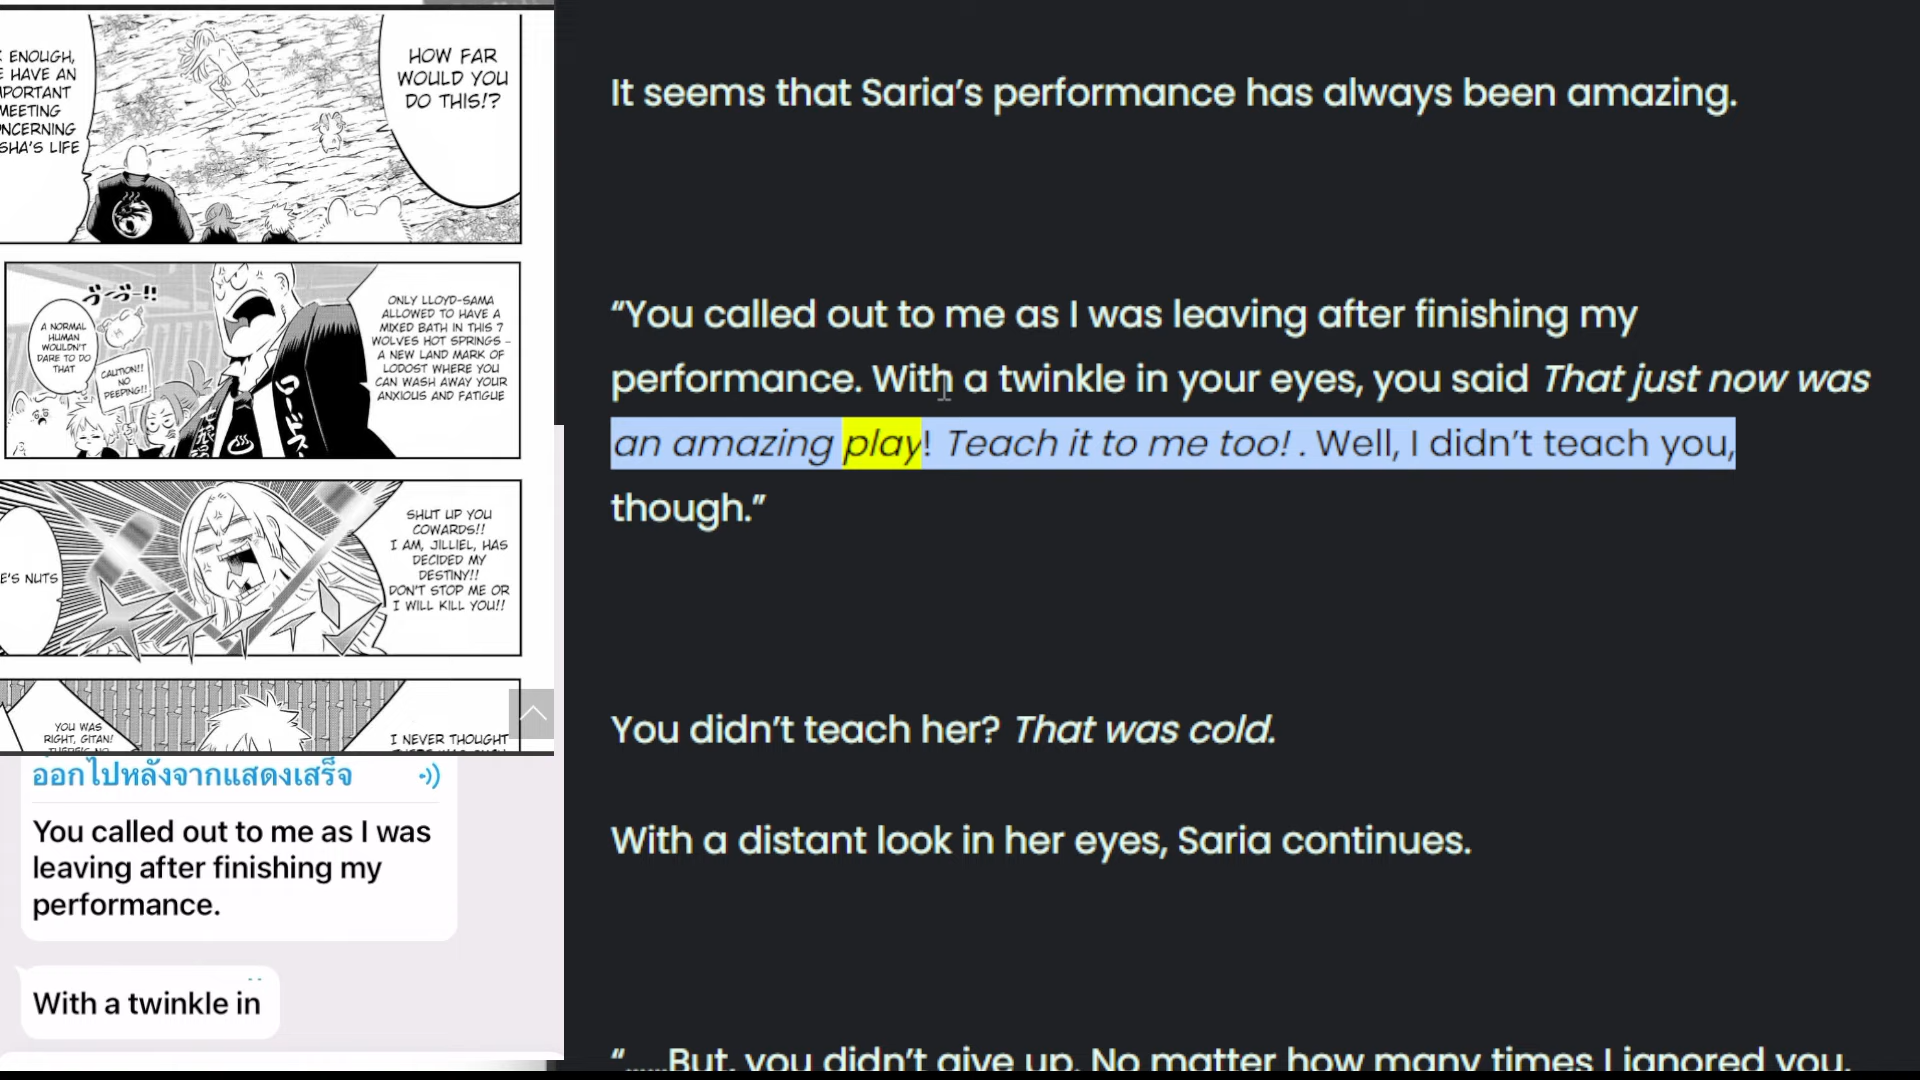 HOW FAR
WOULD YOU
DO THIS!?
ENOUGH,
HAVE AN
MEETING
LIFE
ONLY LLOYD-SAMA
ALLOWED TO HAVE A
MIXED BATH IN THIS 7
WOLVES HOT SPRINGS –
A NEW LAND MARK OF
LODOST WHERE YOU
CAN WASH AWAY YOUR
ANXIOUS AND FATIGUE
A NORMAL
HUMAN
WOULDN'T
DARE TO DO
THAT
CAUTION!!
NO
PEEPING!!
SHUT UP YOU
COWARDS!!
I AM, JILLIEL, HAS
DECIDED MY
DESTINY!!
DON'T STOP ME OR
I WILL KILL YOU!!
NUTS
I NEVER THOUGHT
YOU WAS
RIGHT, GITAN!
ออกไปหลังจากแสดงเสร็จ
You called out to me as I was
leaving after finishing my
performance.
With a twinkle in
It seems that Saria’s performance has always been amazing.
“You called out to me as I was leaving after finishing my
performance. With a twinkle in your eyes, you said That just now was
an amazing play! Teach it to me too! . Well, I didn’t teach you,
though.”
You didn’t teach her? That was cold.
With a distant look in her eyes, Saria continues.
“……But, you didn’t give up. No matter how many times I ignored you,